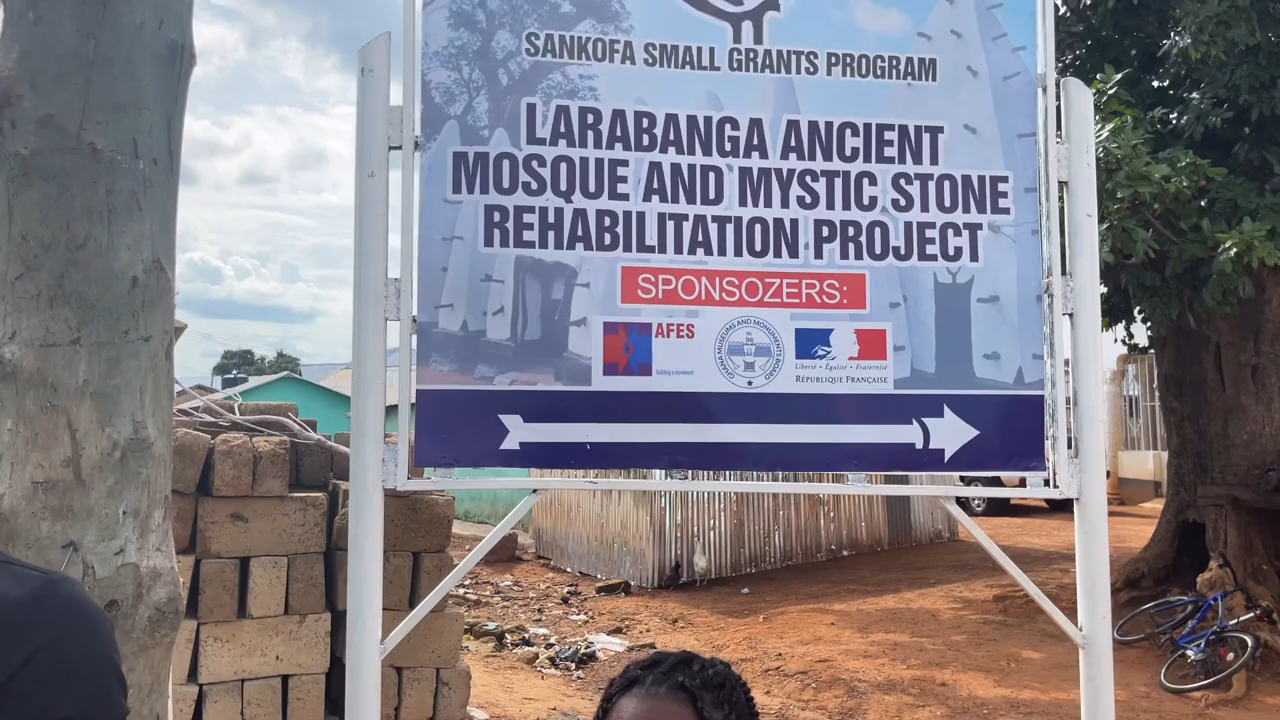 SANKOFA SMALL GRANTS PROGRAM
LARABANGA ANCIENT
MOSQUE AND MYSTIC STONE
REHABILITATION PROJECT
SPONSOZERS:
AFES
building a movement
GHANA MUSEUMS AND MONUMENTS BOARD
Liberté • Égalité • Fraternité
RÉPUBLIQUE FRANÇAISE